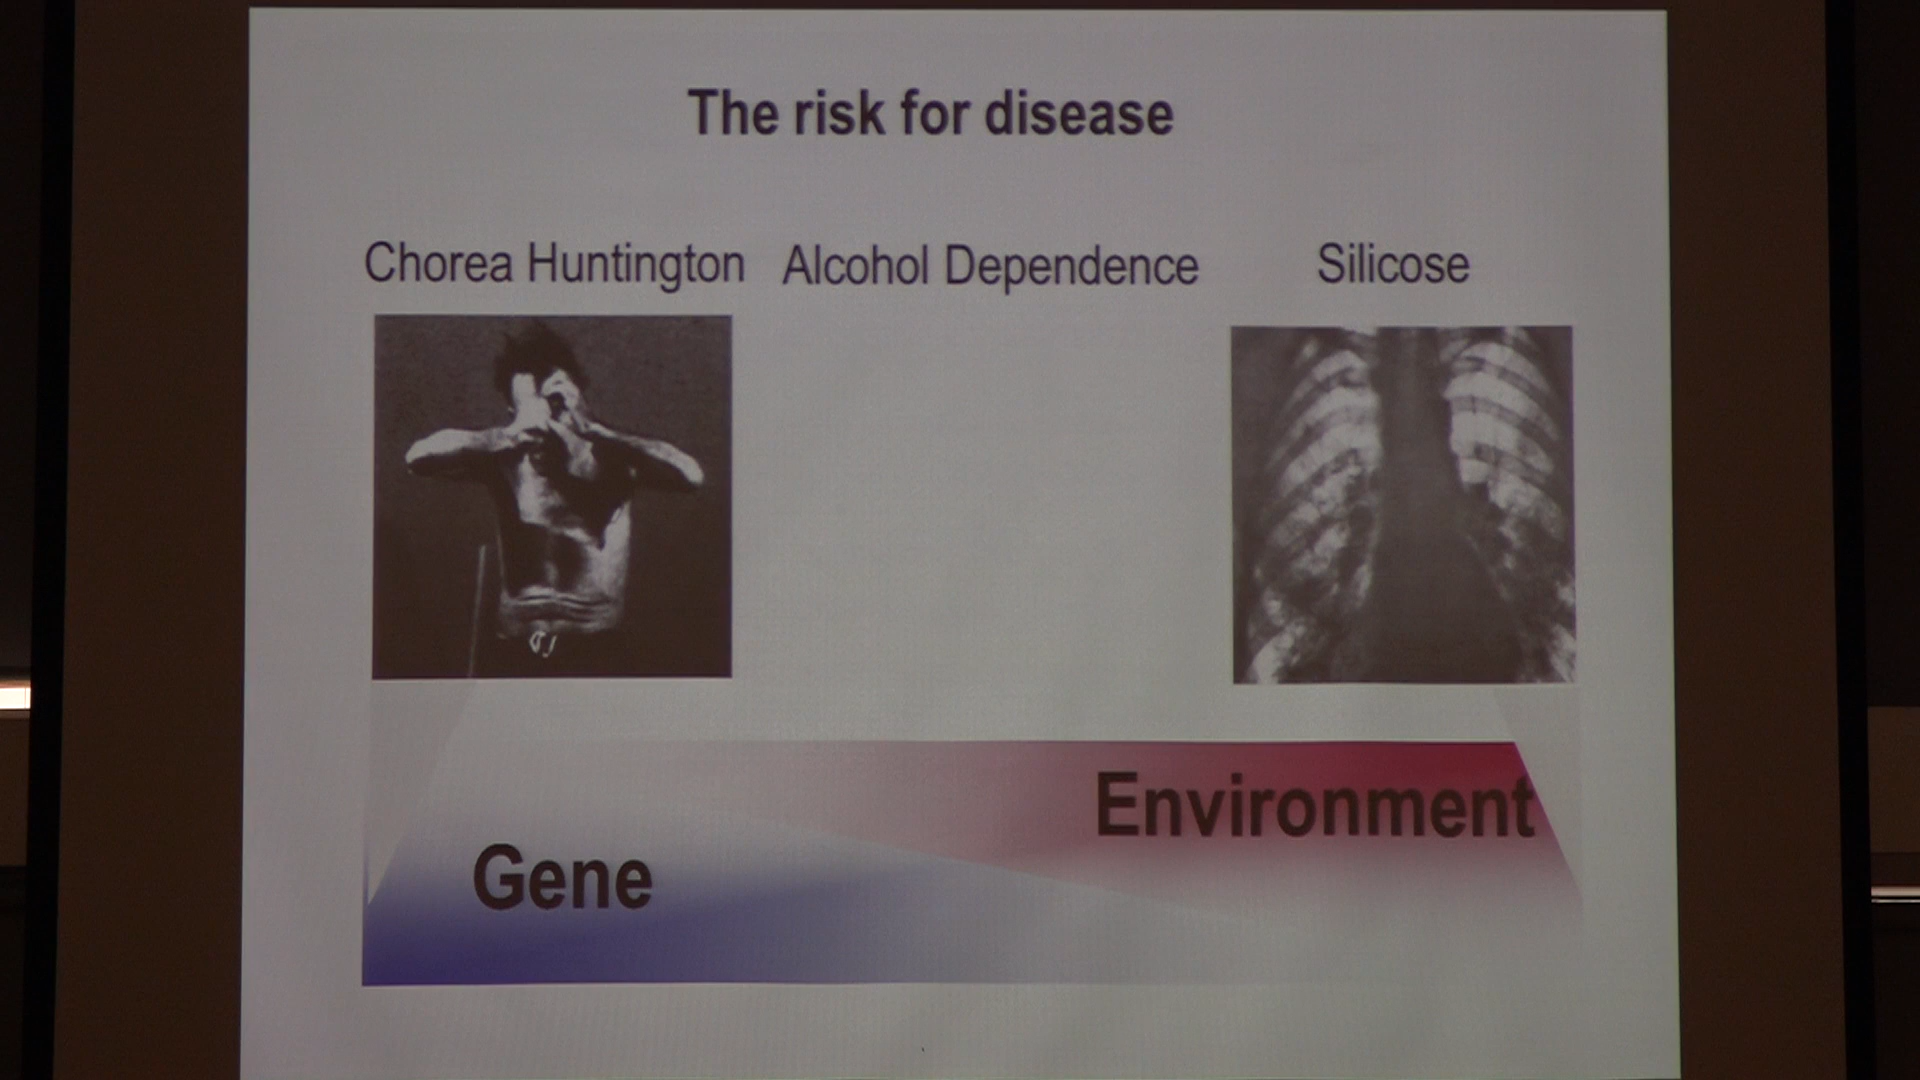 The risk for disease
Chorea Huntington Alcohol Dependence Silicose
Environment
Gene